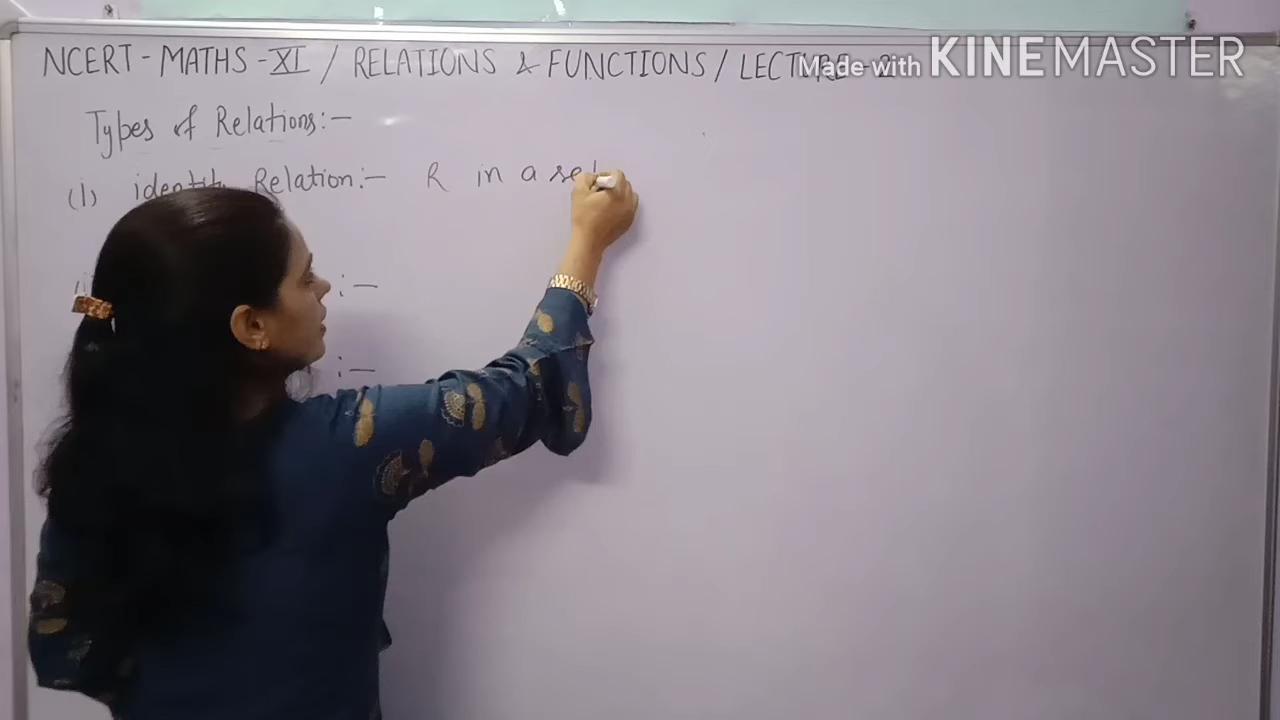 NCERT - MATHS - XI / RELATIONS & FUNCTIONS / LECTURE
Made with KINEMASTER
Types of Relations:-
(1) identity Relation:- R in a set
:-
:-